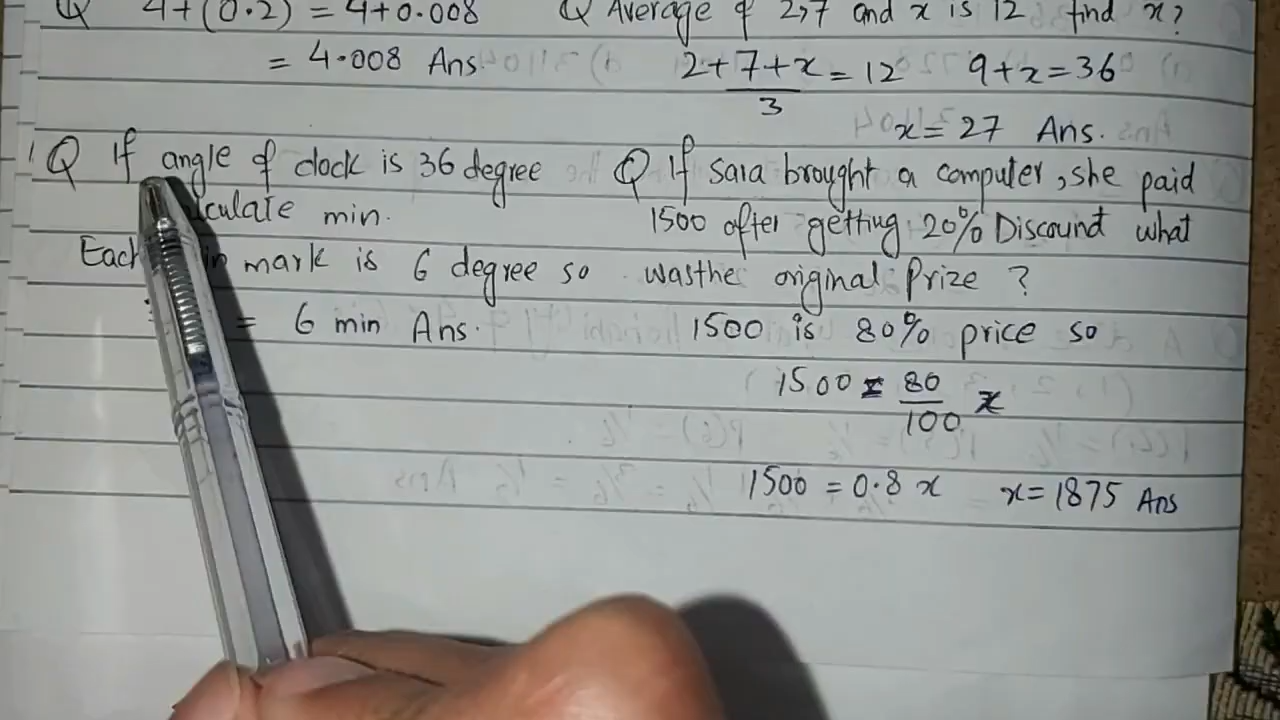 Q 4+(0.2) = 4+0.008
= 4.008 Ans.
Q Average of 2,7 and x is 12 find x?
2+7+x/3 = 12 9+x=36
x=27 Ans.
Q If angle of clock is 36 degree
culate min.
Each mark is 6 degree so
= 6 min Ans.
Q If Sara brought a computer, she paid
1500 after getting 20% Discound what
wasthe original Prize ?
1500 is 80% price so
1500 = 80/100 x
1500 = 0.8 x x=1875 Ans